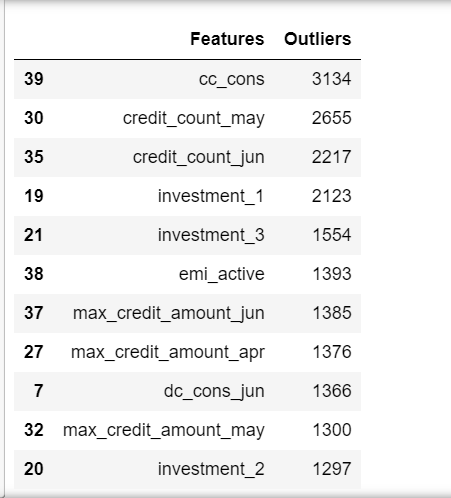 Features Outliers
39 cc_cons 3134
30 credit_count_may 2655
35 credit_count_jun 2217
19 investment_1 2123
21 investment_3 1554
38 emi_active 1393
37 max_credit_amount_jun 1385
27 max_credit_amount_apr 1376
7 dc_cons_jun 1366
32 max_credit_amount_may 1300
20 investment_2 1297